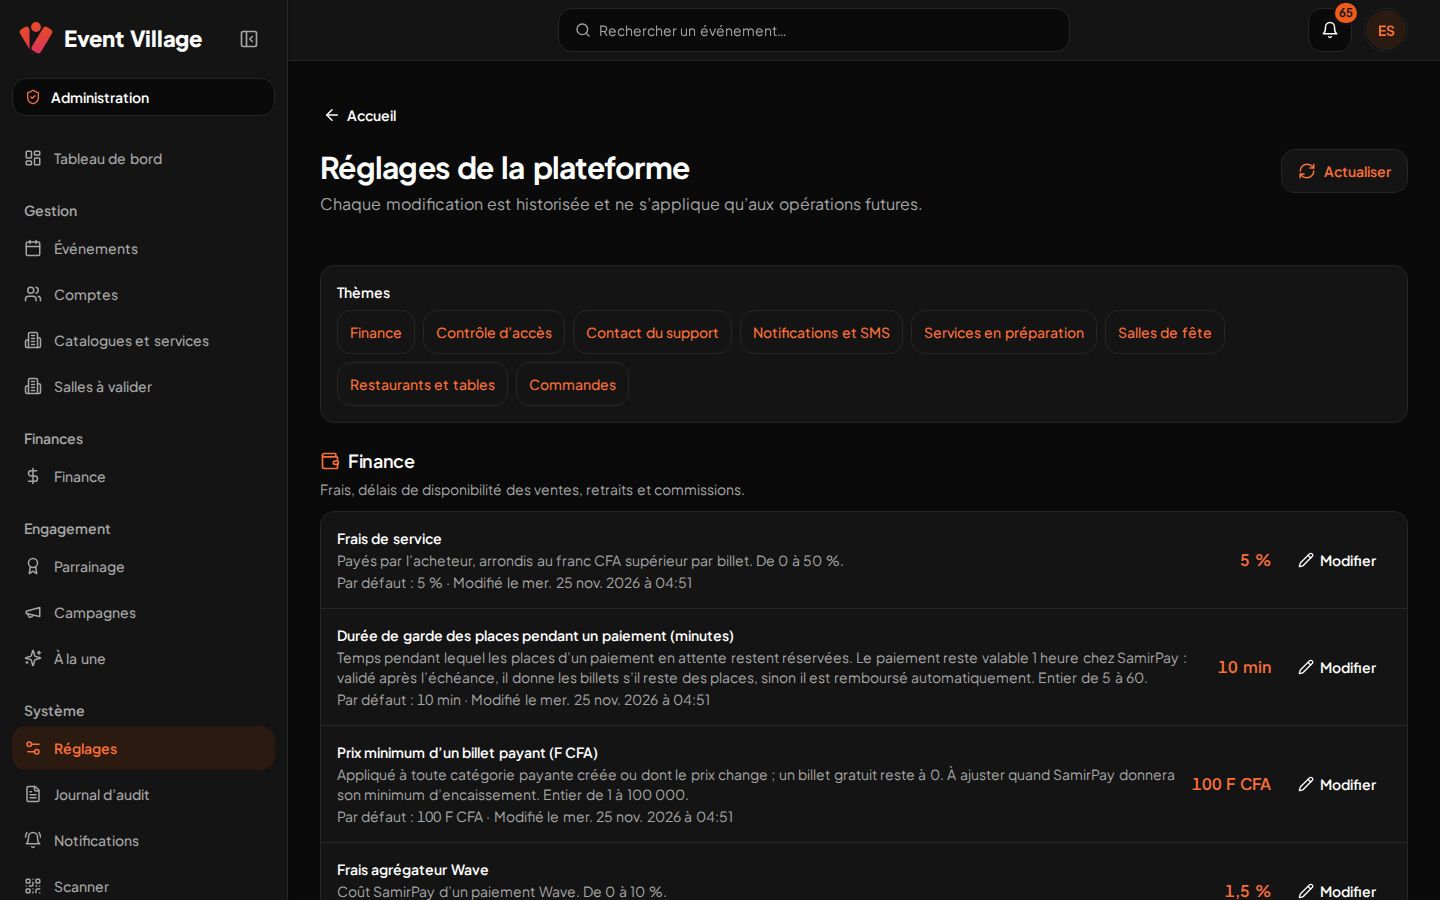 Event Village
Rechercher un événement...
65
ES
Administration
Tableau de bord
Gestion
Événements
Comptes
Catalogues et services
Salles à valider
Finances
Finance
Engagement
Parrainage
Campagnes
À la une
Système
Réglages
Journal d'audit
Notifications
Scanner
Accueil
Réglages de la plateforme
Actualiser
Chaque modification est historisée et ne s'applique qu'aux opérations futures.
Thèmes
Finance
Contrôle d'accès
Contact du support
Notifications et SMS
Services en préparation
Salles de fête
Restaurants et tables
Commandes
Finance
Frais, délais de disponibilité des ventes, retraits et commissions.
Frais de service
Payés par l'acheteur, arrondis au franc CFA supérieur par billet. De 0 à 50 %.
Par défaut : 5 % · Modifié le mer. 25 nov. 2026 à 04:51
5 %
Modifier
Durée de garde des places pendant un paiement (minutes)
Temps pendant lequel les places d'un paiement en attente restent réservées. Le paiement reste valable 1 heure chez SamirPay :
validé après l'échéance, il donne les billets s'il reste des places, sinon il est remboursé automatiquement. Entier de 5 à 60.
Par défaut : 10 min · Modifié le mer. 25 nov. 2026 à 04:51
10 min
Modifier
Prix minimum d'un billet payant (F CFA)
Appliqué à toute catégorie payante créée ou dont le prix change ; un billet gratuit reste à 0. À ajuster quand SamirPay donnera
son minimum d'encaissement. Entier de 1 à 100 000.
Par défaut : 100 F CFA · Modifié le mer. 25 nov. 2026 à 04:51
100 F CFA
Modifier
Frais agrégateur Wave
Coût SamirPay d'un paiement Wave. De 0 à 10 %.
1,5 %
Modifier